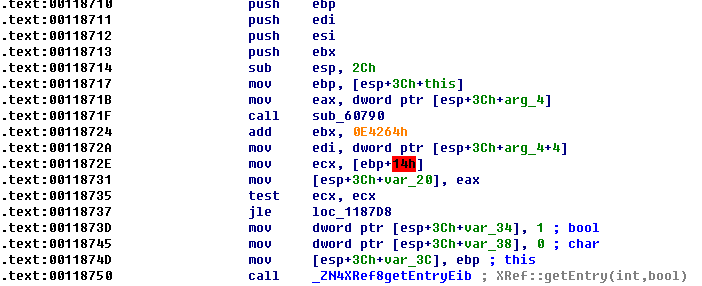 .text:00118710 push ebp
.text:00118711 push edi
.text:00118712 push esi
.text:00118713 push ebx
.text:00118714 sub esp, 2Ch
.text:00118717 mov ebp, [esp+3Ch+this]
.text:0011871B mov eax, dword ptr [esp+3Ch+arg_4]
.text:0011871F call sub_60790
.text:00118724 add ebx, 0E4264h
.text:0011872A mov edi, dword ptr [esp+3Ch+arg_4+4]
.text:0011872E mov ecx, [ebp+14h]
.text:00118731 mov [esp+3Ch+var_20], eax
.text:00118735 test ecx, ecx
.text:00118737 jle loc_1187D8
.text:0011873D mov dword ptr [esp+3Ch+var_34], 1 ; bool
.text:00118745 mov dword ptr [esp+3Ch+var_38], 0 ; char
.text:0011874D mov [esp+3Ch+var_3C], ebp ; this
.text:00118750 call _ZN4XRef8getEntryEib ; XRef::getEntry(int,bool)